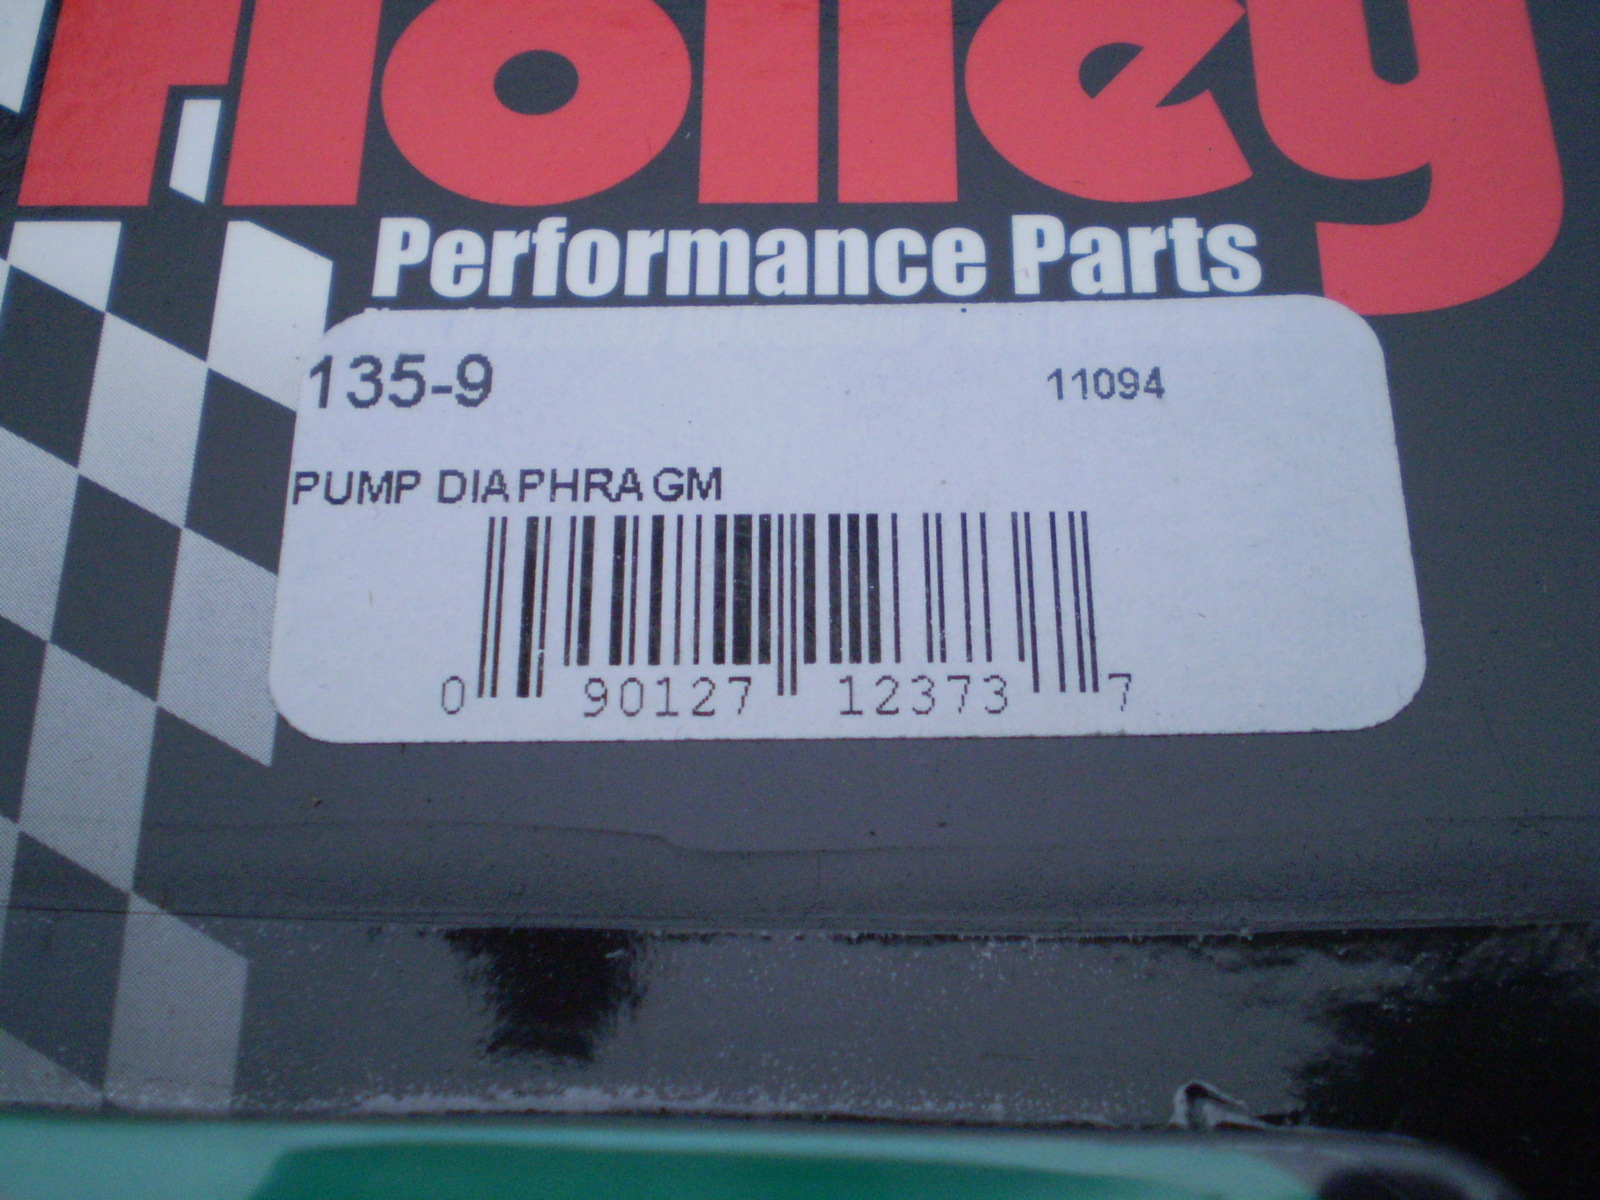 Holley
Performance Parts
135-9 11094
PUMP DIAPHRAGM
0 90127 12373 7